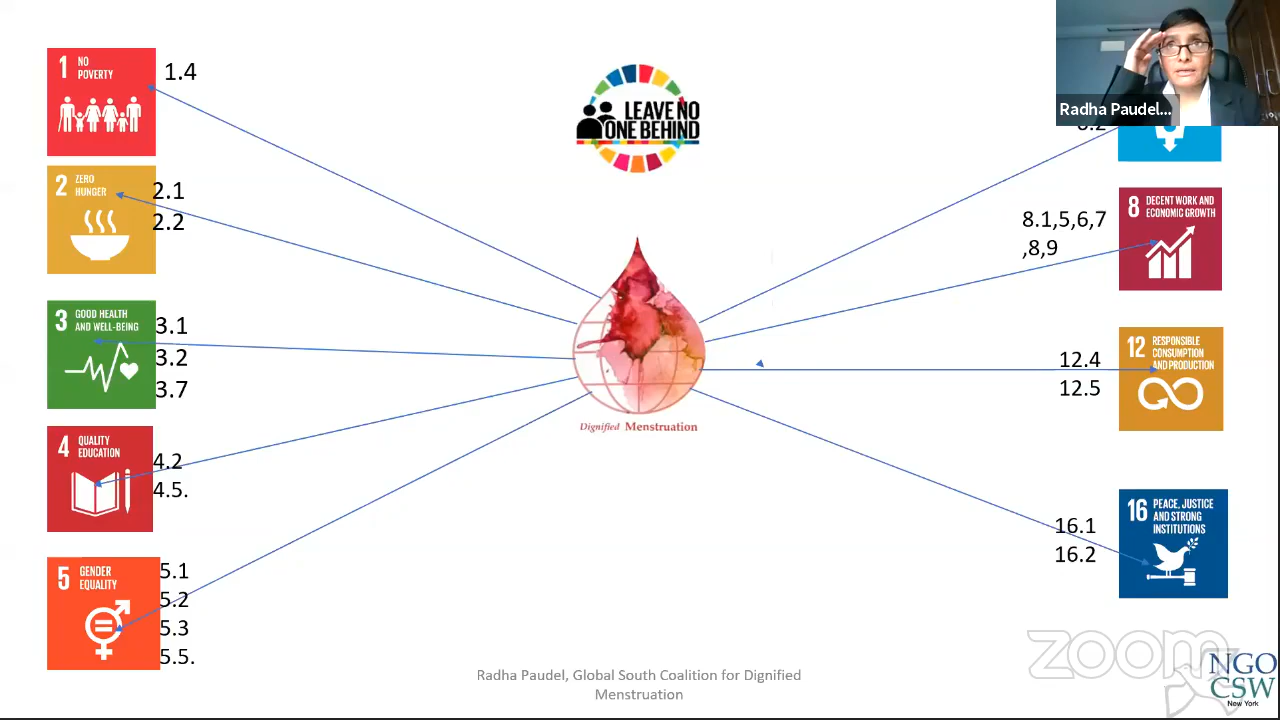 1 NO
POVERTY
1.4
2 ZERO
HUNGER
2.1
2.2
3 GOOD HEALTH
AND WELL-BEING
3.1
3.2
3.7
4 QUALITY
EDUCATION
4.2
4.5.
5 GENDER
EQUALITY
5.1
5.2
5.3
5.5.
LEAVE NO
ONE BEHIND
Dignified Menstruation
Radha Paudel...
8 DECENT WORK AND
ECONOMIC GROWTH
8.1,5,6,7
,8,9
12 RESPONSIBLE
CONSUMPTION
AND PRODUCTION
12.4
12.5
16 PEACE, JUSTICE
AND STRONG
INSTITUTIONS
16.1
16.2
Radha Paudel, Global South Coalition for Dignified
Menstruation
zoom
NGO
CSW
New York